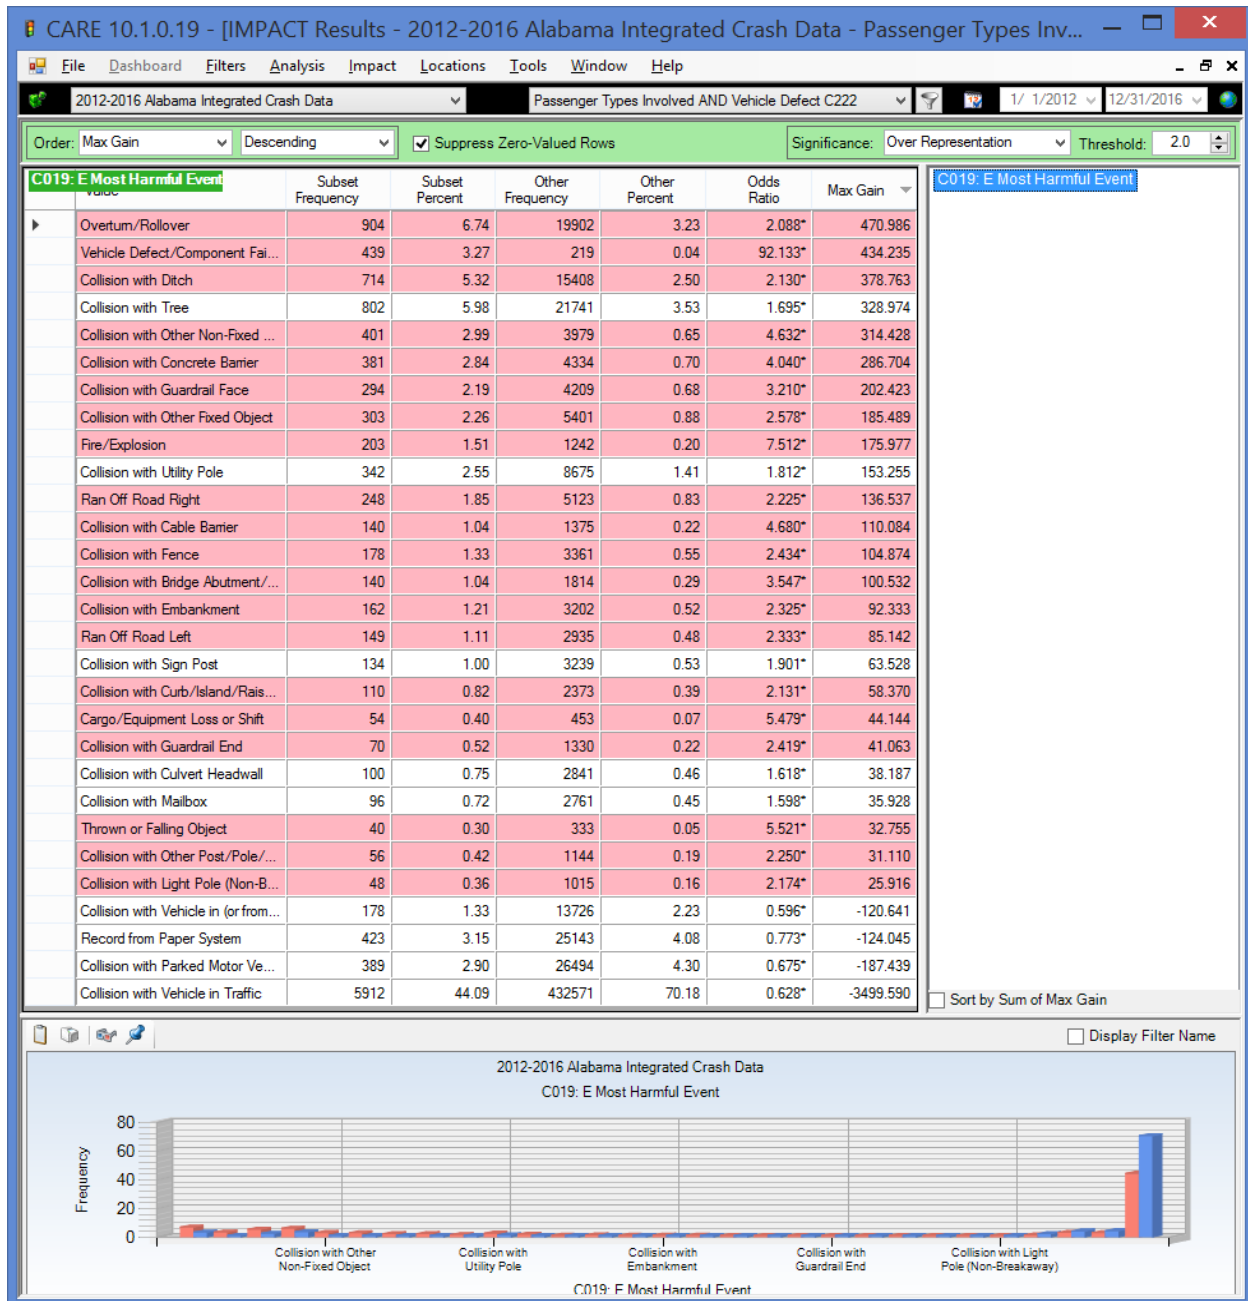 CARE 10.1.0.19 - [IMPACT Results - 2012-2016 Alabama Integrated Crash Data - Passenger Types Inv...
File Dashboard Filters Analysis Impact Locations Tools Window Help
2012-2016 Alabama Integrated Crash Data Passenger Types Involved AND Vehicle Defect C222 1/ 1/2012 12/31/2016
Order: Max Gain Descending Suppress Zero-Valued Rows Significance: Over Representation Threshold: 2.0
C019: E Most Harmful Event Subset Frequency Subset Percent Other Frequency Other Percent Odds Ratio Max Gain C019: E Most Harmful Event
Overturn/Rollover 904 6.74 19902 3.23 2.088* 470.986
Vehicle Defect/Component Fai... 439 3.27 219 0.04 92.133* 434.235
Collision with Ditch 714 5.32 15408 2.50 2.130* 378.763
Collision with Tree 802 5.98 21741 3.53 1.695* 328.974
Collision with Other Non-Fixed ... 401 2.99 3979 0.65 4.632* 314.428
Collision with Concrete Barrier 381 2.84 4334 0.70 4.040* 286.704
Collision with Guardrail Face 294 2.19 4209 0.68 3.210* 202.423
Collision with Other Fixed Object 303 2.26 5401 0.88 2.578* 185.489
Fire/Explosion 203 1.51 1242 0.20 7.512* 175.977
Collision with Utility Pole 342 2.55 8675 1.41 1.812* 153.255
Ran Off Road Right 248 1.85 5123 0.83 2.225* 136.537
Collision with Cable Barrier 140 1.04 1375 0.22 4.680* 110.084
Collision with Fence 178 1.33 3361 0.55 2.434* 104.874
Collision with Bridge Abutment/... 140 1.04 1814 0.29 3.547* 100.532
Collision with Embankment 162 1.21 3202 0.52 2.325* 92.333
Ran Off Road Left 149 1.11 2935 0.48 2.333* 85.142
Collision with Sign Post 134 1.00 3239 0.53 1.901* 63.528
Collision with Curb/Island/Rais... 110 0.82 2373 0.39 2.131* 58.370
Cargo/Equipment Loss or Shift 54 0.40 453 0.07 5.479* 44.144
Collision with Guardrail End 70 0.52 1330 0.22 2.419* 41.063
Collision with Culvert Headwall 100 0.75 2841 0.46 1.618* 38.187
Collision with Mailbox 96 0.72 2761 0.45 1.598* 35.928
Thrown or Falling Object 40 0.30 333 0.05 5.521* 32.755
Collision with Other Post/Pole/... 56 0.42 1144 0.19 2.250* 31.110
Collision with Light Pole (Non-B... 48 0.36 1015 0.16 2.174* 25.916
Collision with Vehicle in (or from... 178 1.33 13726 2.23 0.596* -120.641
Record from Paper System 423 3.15 25143 4.08 0.773* -124.045
Collision with Parked Motor Ve... 389 2.90 26494 4.30 0.675* -187.439
Collision with Vehicle in Traffic 5912 44.09 432571 70.18 0.628* -3499.590
Sort by Sum of Max Gain
Display Filter Name
2012-2016 Alabama Integrated Crash Data
C019: E Most Harmful Event
Frequency
80
60
40
20
0
Collision with Other Non-Fixed Object
Collision with Utility Pole
Collision with Embankment
Collision with Guardrail End
Collision with Light Pole (Non-Breakaway)
C019: E Most Harmful Event